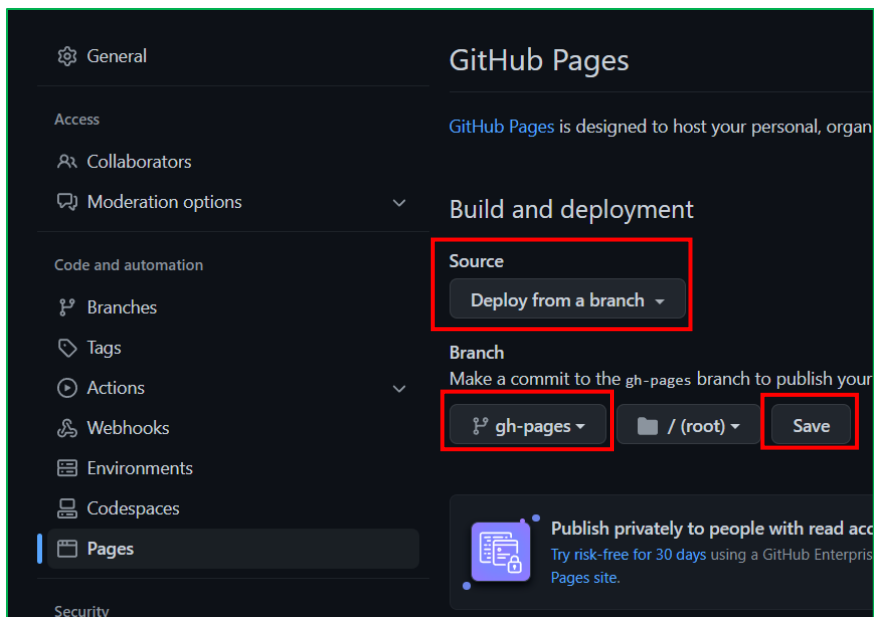 General
Access
Collaborators
Moderation options
Code and automation
Branches
Tags
Actions
Webhooks
Environments
Codespaces
Pages
Security
GitHub Pages
GitHub Pages is designed to host your personal, organ
Build and deployment
Source
Deploy from a branch
Branch
Make a commit to the gh-pages branch to publish your
gh-pages / (root) Save
Publish privately to people with read acc
Try risk-free for 30 days using a GitHub Enterpris
Pages site.